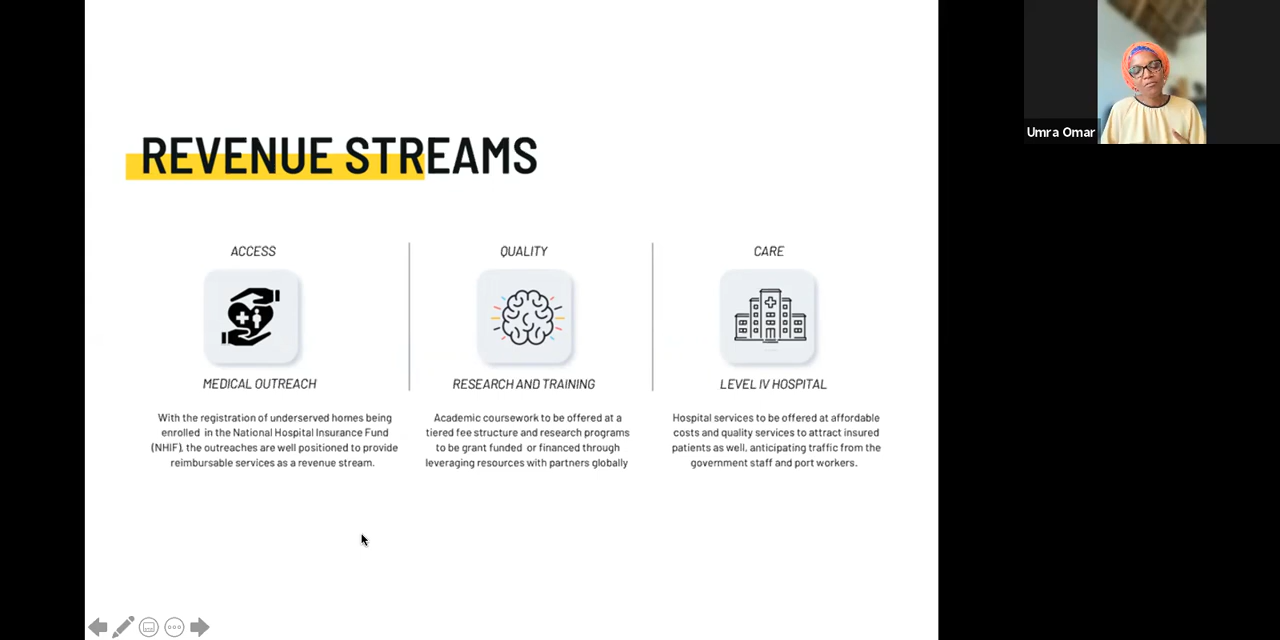 REVENUE STREAMS
ACCESS
MEDICAL OUTREACH
With the registration of underserved homes being
enrolled in the National Hospital Insurance Fund
(NHIF), the outreaches are well positioned to provide
reimbursable services as a revenue stream.
QUALITY
RESEARCH AND TRAINING
Academic coursework to be offered at a
tiered fee structure and research programs
to be grant funded or financed through
leveraging resources with partners globally
CARE
LEVEL IV HOSPITAL
Hospital services to be offered at affordable
costs and quality services to attract insured
patients as well, anticipating traffic from the
government staff and port workers.
Umra Omar